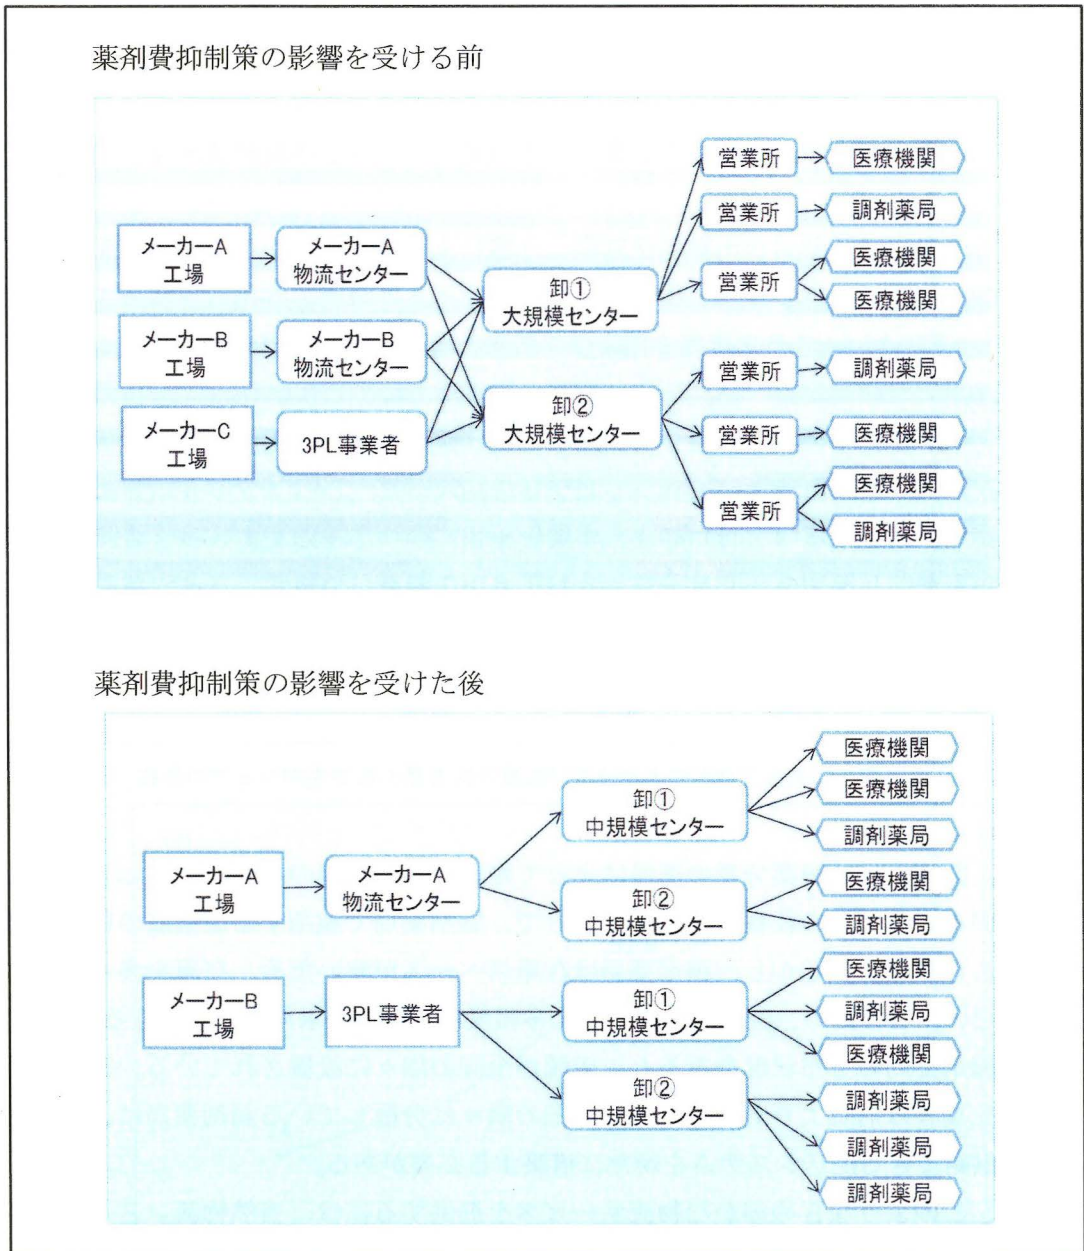 薬剤費抑制策の影響を受ける前
メーカーA
工場
メーカーA
物流センター
メーカーB
工場
メーカーB
物流センター
メーカーC
工場
3PL事業者
卸①
大規模センター
卸②
大規模センター
営業所
医療機関
営業所
調剤薬局
営業所
医療機関
医療機関
営業所
調剤薬局
営業所
医療機関
営業所
医療機関
調剤薬局
薬剤費抑制策の影響を受けた後
メーカーA
工場
メーカーA
物流センター
メーカーB
工場
3PL事業者
卸①
中規模センター
卸②
中規模センター
卸①
中規模センター
卸②
中規模センター
医療機関
医療機関
調剤薬局
医療機関
調剤薬局
医療機関
調剤薬局
医療機関
調剤薬局
調剤薬局
調剤薬局